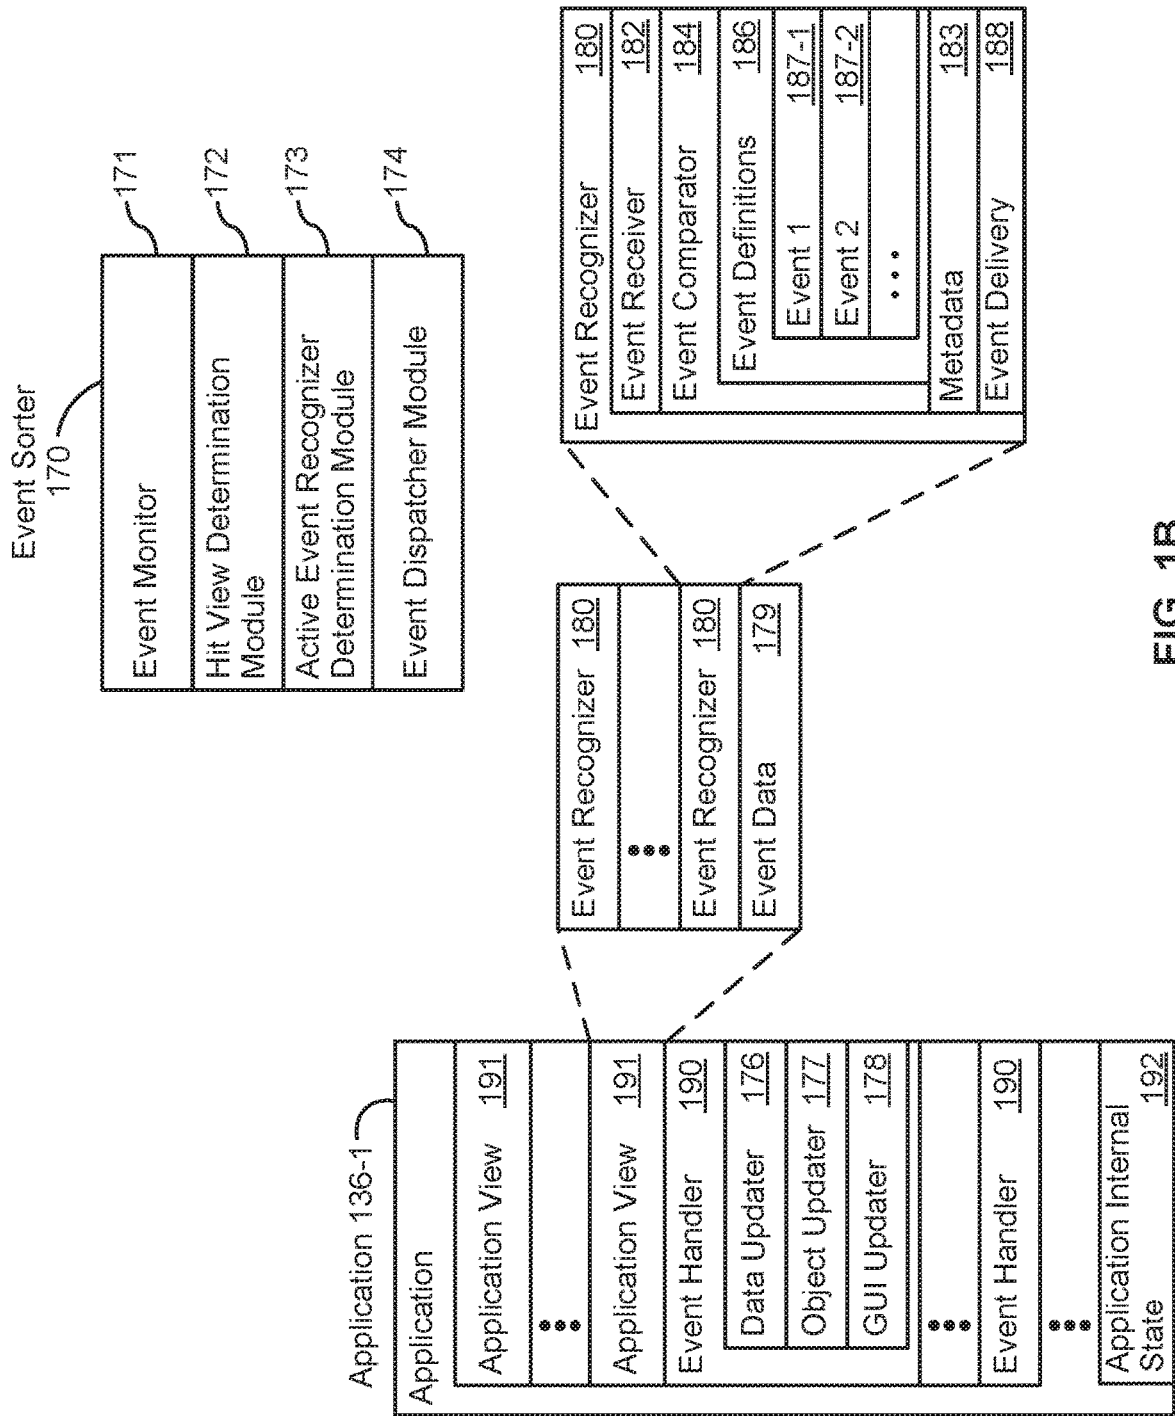 Event Sorter
170
Event Monitor
171
Hit View Determination
Module
172
Active Event Recognizer
Determination Module
173
Event Dispatcher Module
174
Application 136-1
Application
Application View 191
•••
Application View 191
Event Handler 190
Data Updater 176
Object Updater 177
GUI Updater 178
•••
Event Handler 190
•••
Application Internal
State 192
Event Recognizer 180
•••
Event Recognizer 180
Event Data 179
Event Recognizer 180
Event Receiver 182
Event Comparator 184
Event Definitions 186
Event 1 187-1
Event 2 187-2
•••
Metadata 183
Event Delivery 188
FIG. 1B